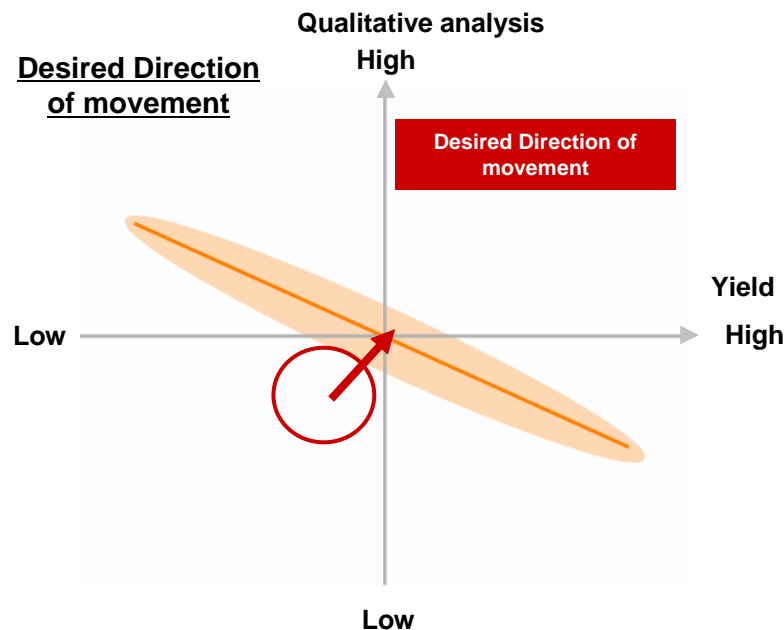 Qualitative analysis
High
Desired Direction
of movement
Desired Direction of
movement
Yield
Low
High
Low